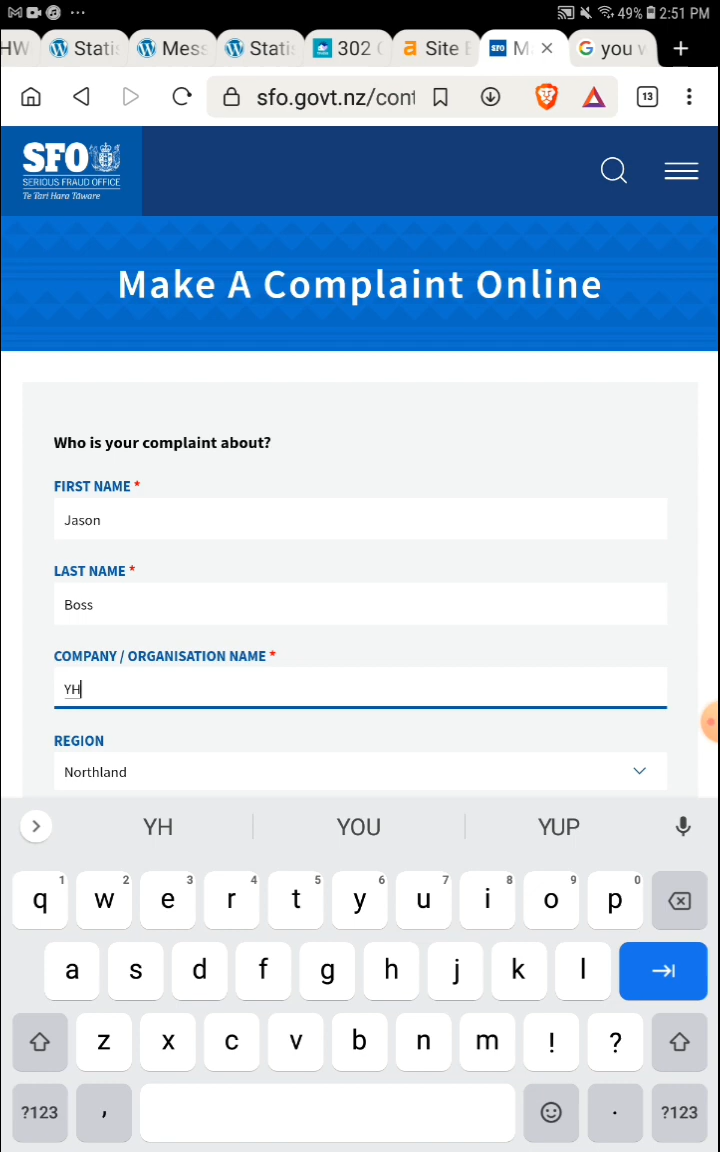 49% 2:51 PM
HW Statis Mess Statis 302 Site M you
sfo.govt.nz/cont 13
SFO
SERIOUS FRAUD OFFICE
Te Tari Hara Tāware
Make A Complaint Online
Who is your complaint about?
FIRST NAME *
Jason
LAST NAME *
Boss
COMPANY / ORGANISATION NAME *
YH
REGION
Northland
YH YOU YUP
1 2 3 4 5 6 7 8 9 0
q w e r t y u i o p
a s d f g h j k l
z x c v b n m ! ?
?123 , . ?123